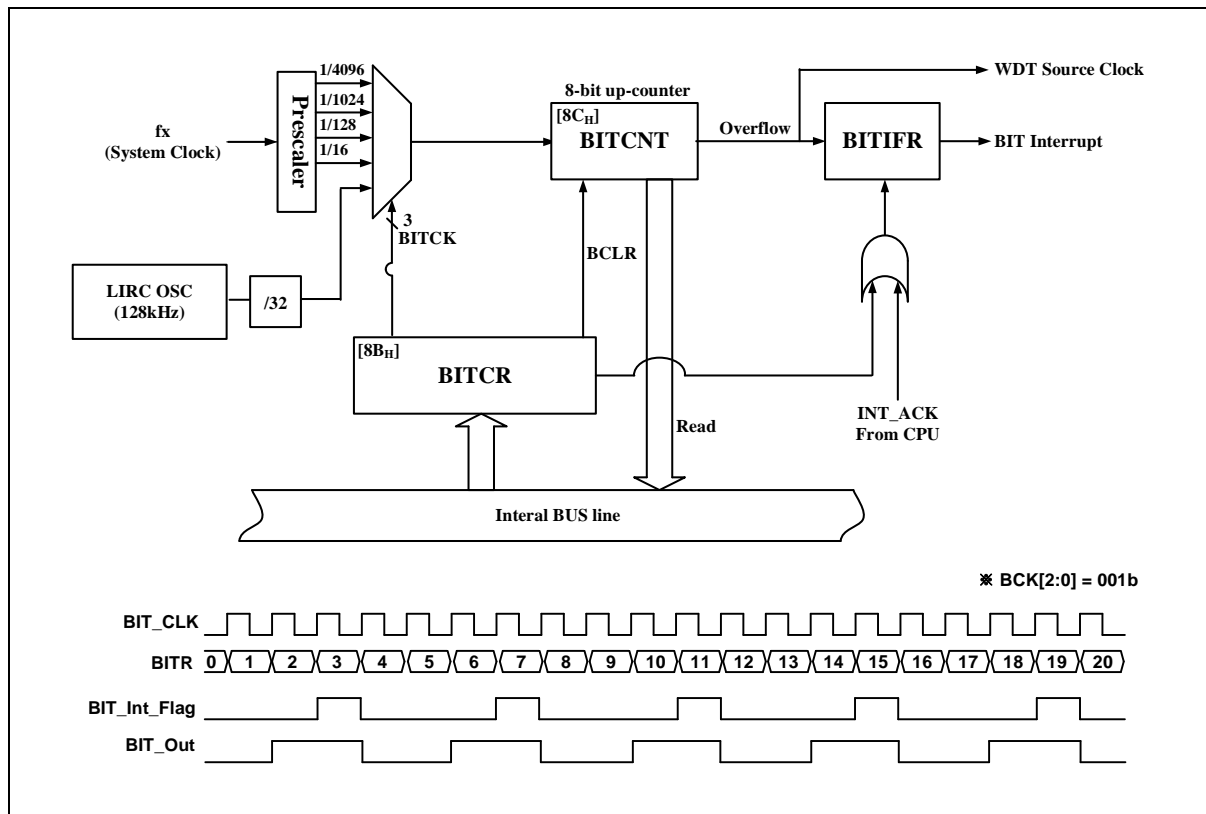 1/4096
1/1024
1/128
1/16
Prescaler
fx
(System Clock)
8-bit up-counter
[8CH]
BITCNT
Overflow
WDT Source Clock
BITIFR
BIT Interrupt
3
BITCK
BCLR
LIRC OSC
(128kHz)
/32
[8BH]
BITCR
INT_ACK
From CPU
Read
Interal BUS line
※ BCK[2:0] = 001b
BIT_CLK
BITR 0 1 2 3 4 5 6 7 8 9 10 11 12 13 14 15 16 17 18 19 20
BIT_Int_Flag
BIT_Out